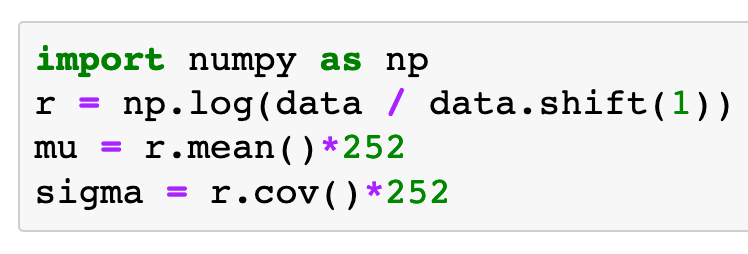 import numpy as np
r = np.log(data / data.shift(1))
mu = r.mean()*252
sigma = r.cov()*252